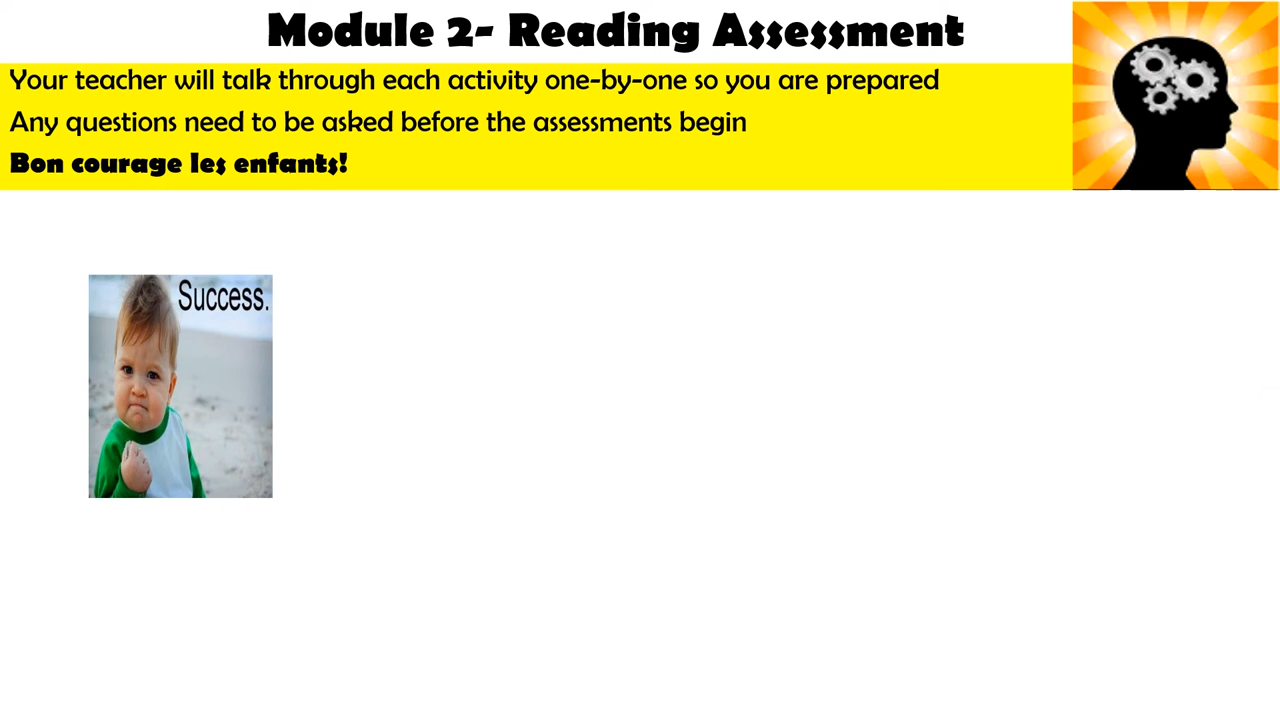 Module 2- Reading Assessment
Your teacher will talk through each activity one-by-one so you are prepared
Any questions need to be asked before the assessments begin
Bon courage les enfants!
Success.